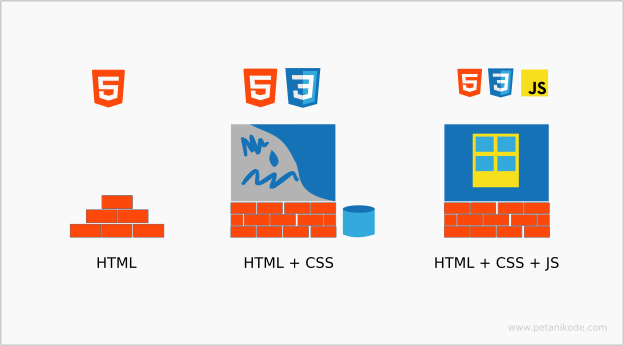 5
5 3
5 3 JS
HTML
HTML + CSS
HTML + CSS + JS
www.petanikode.com